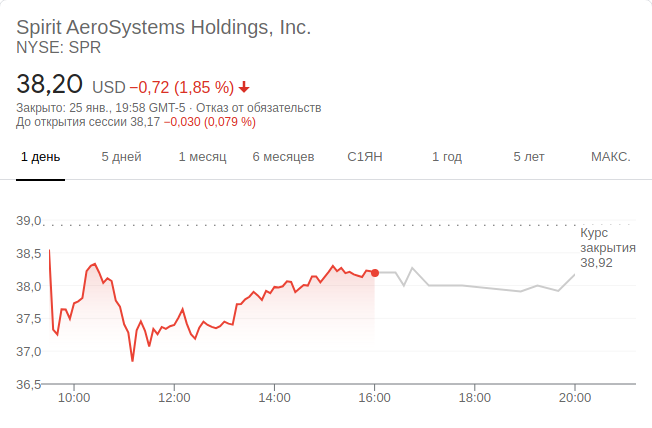 Spirit AeroSystems Holdings, Inc.
NYSE: SPR
38,20 USD −0,72 (1,85 %)
Закрыто: 25 янв., 19:58 GMT-5 · Отказ от обязательств
До открытия сессии 38,17 −0,030 (0,079 %)
1 день 5 дней 1 месяц 6 месяцев С1ЯН 1 год 5 лет МАКС.
39,0
Курс
закрытия
38,92
38,5
38,0
37,5
37,0
36,5
10:00 12:00 14:00 16:00 18:00 20:00